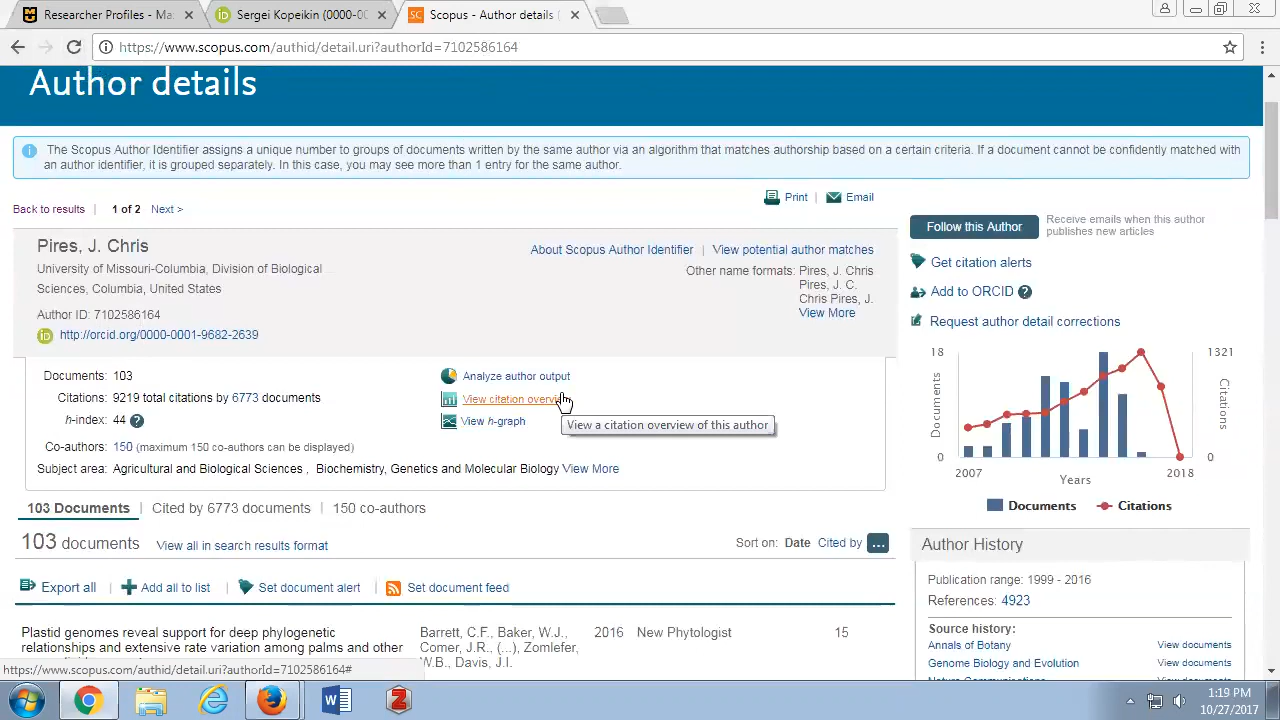 Researcher Profiles - Mas
Sergei Kopeikin (0000-00
Scopus - Author details
https://www.scopus.com/authid/detail.uri?authorId=7102586164
Author details
The Scopus Author Identifier assigns a unique number to groups of documents written by the same author via an algorithm that matches authorship based on a certain criteria. If a document cannot be confidently matched with
an author identifier, it is grouped separately. In this case, you may see more than 1 entry for the same author.
Back to results | 1 of 2 Next >
Print | Email
Pires, J. Chris
University of Missouri-Columbia, Division of Biological
Sciences, Columbia, United States
Author ID: 7102586164
http://orcid.org/0000-0001-9682-2639
About Scopus Author Identifier | View potential author matches
Other name formats: Pires, J. Chris
Pires, J. C.
Chris Pires, J.
View More
Documents: 103
Citations: 9219 total citations by 6773 documents
h-index: 44 ?
Co-authors: 150 (maximum 150 co-authors can be displayed)
Subject area: Agricultural and Biological Sciences , Biochemistry, Genetics and Molecular Biology View More
Analyze author output
View citation overview
View h-graph
View a citation overview of this author
Follow this Author
Receive emails when this author
publishes new articles
Get citation alerts
Add to ORCID ?
Request author detail corrections
18
1321
Documents
Citations
0
0
2007
2018
Years
Documents
Citations
103 Documents | Cited by 6773 documents | 150 co-authors
103 documents View all in search results format
Sort on: Date Cited by ...
Export all | Add all to list | Set document alert | Set document feed
Plastid genomes reveal support for deep phylogenetic
relationships and extensive rate variation among palms and other
Barrett, C.F., Baker, W.J.,
Comer, J.R., (...), Zomlefer,
W.B., Davis, J.I.
2016
New Phytologist
15
Author History
Publication range: 1999 - 2016
References: 4923
Source history:
Annals of Botany View documents
Genome Biology and Evolution View documents
Nature Communications View documents
https://www.scopus.com/authid/detail.uri?authorId=7102586164#
1:19 PM
10/27/2017